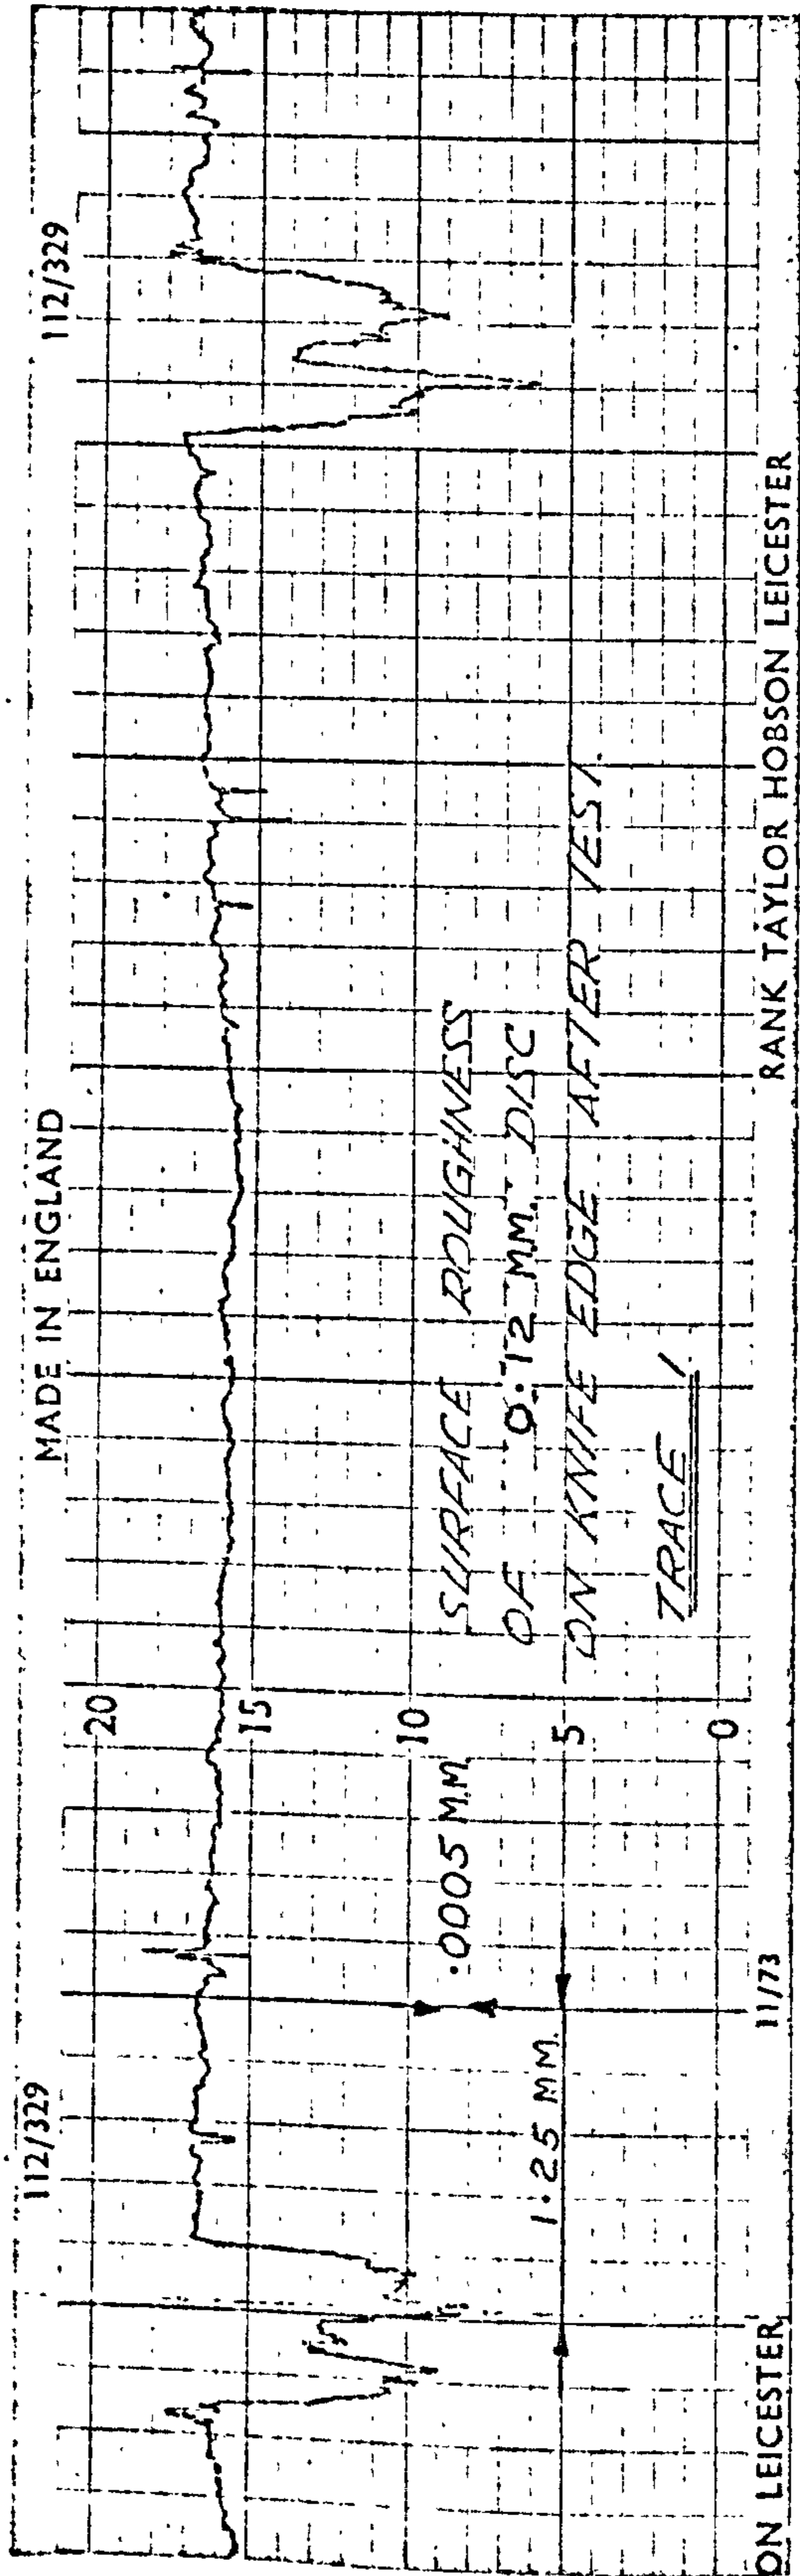 112/329
MADE IN ENGLAND
112/329
20
15
10
5
0
SURFACE ROUGHNESS
OF 0.12 MM. DISC
ON KNIFE EDGE AFTER TEST.
TRACE 1
.0005 M.M.
1.25 MM.
ON LEICESTER
11/73
RANK TAYLOR HOBSON LEICESTER